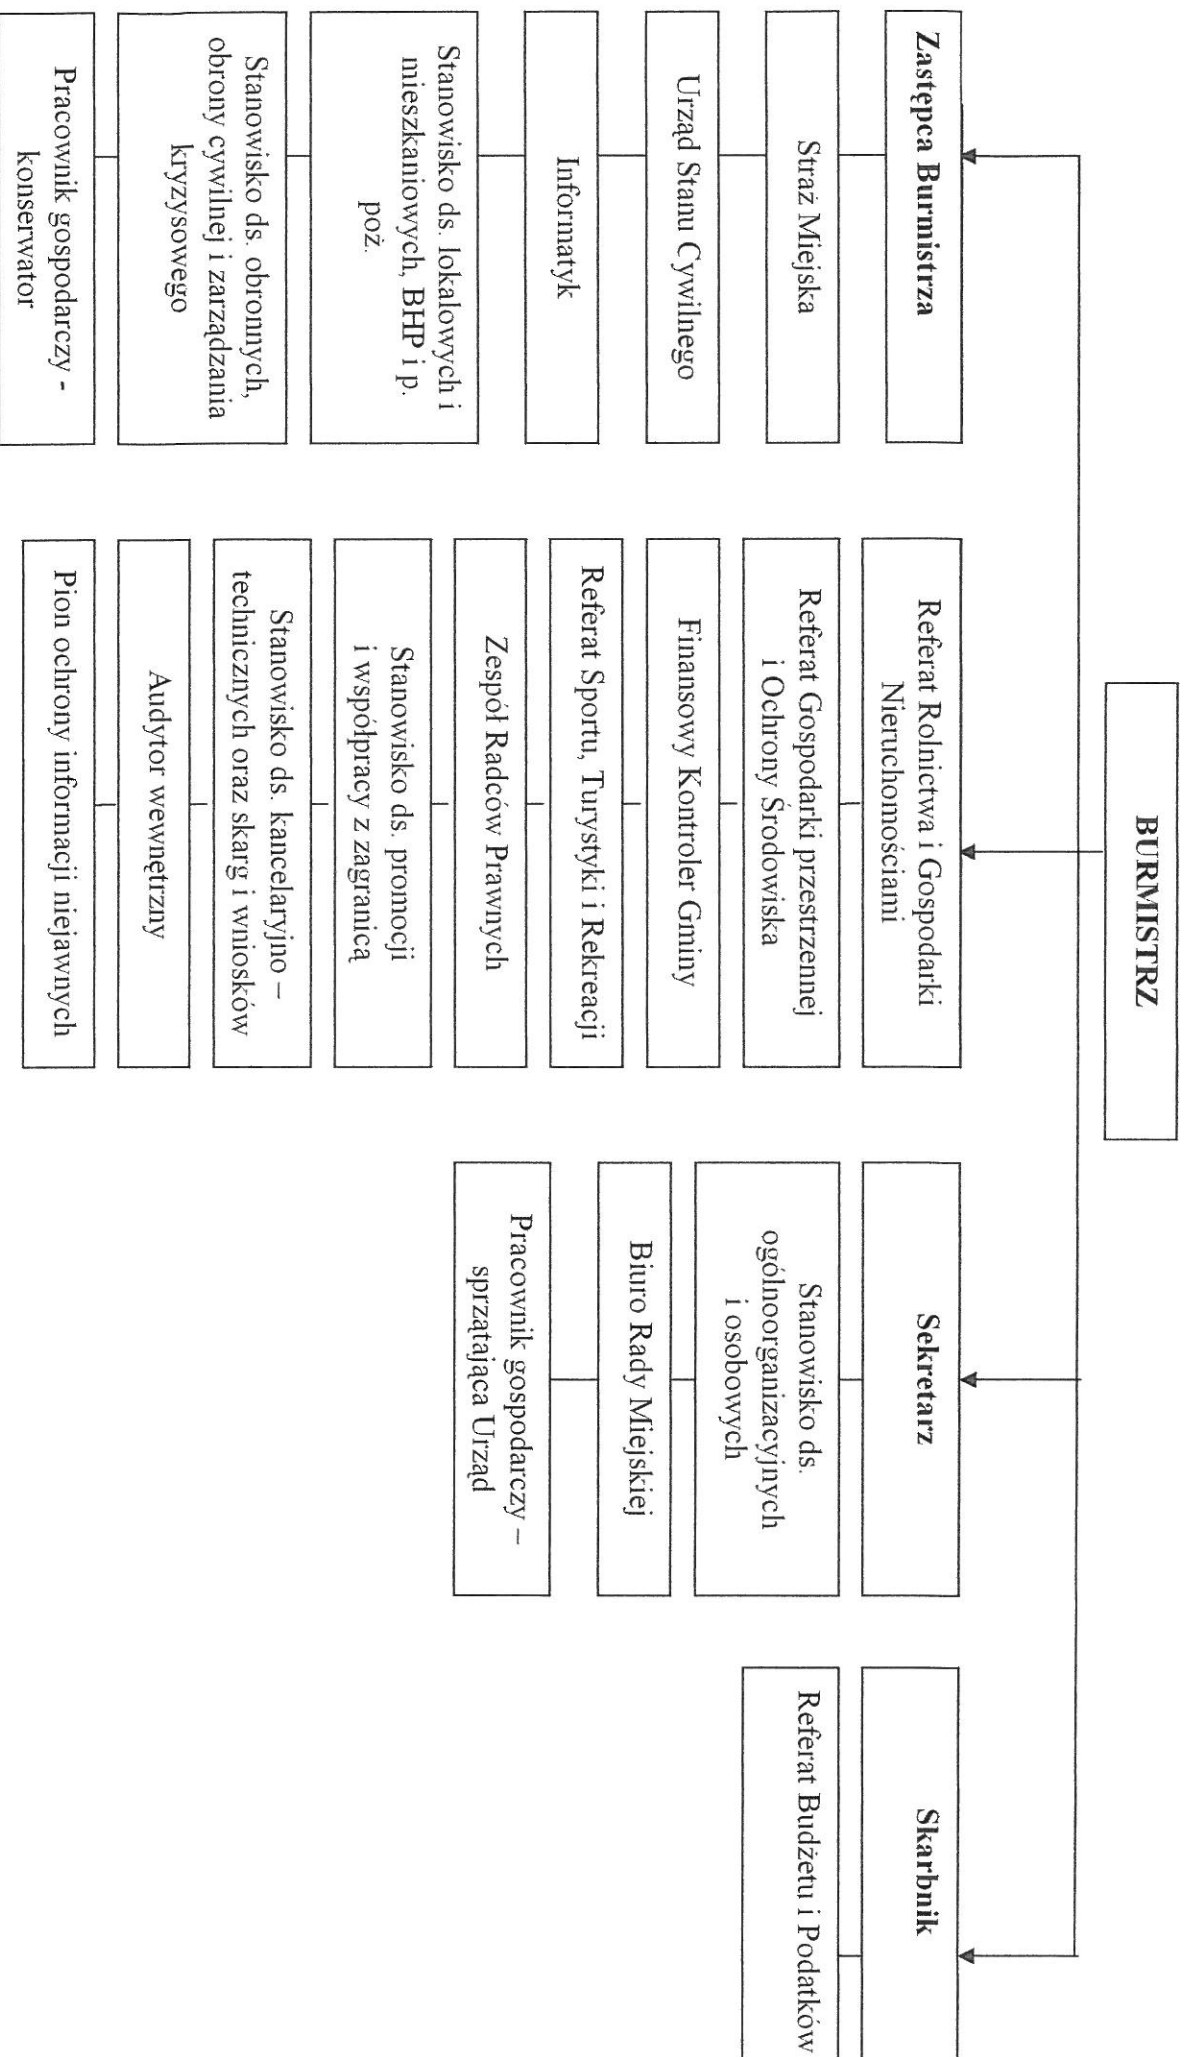 BURMISTRZ
Zastępca Burmistrza
Straż Miejska
Urząd Stanu Cywilnego
Informatyk
Stanowisko ds. lokalowych i
mieszkaniowych, BHP i p.
poż.
Stanowisko ds. obronnych,
obrony cywilnej i zarządzania
kryzysowego
Pracownik gospodarczy -
konserwator
Referat Rolnictwa i Gospodarki
Nieruchomościami
Referat Gospodarki przestrzennej
i Ochrony Środowiska
Finansowy Kontroler Gminy
Referat Sportu, Turystyki i Rekreacji
Zespół Radców Prawnych
Stanowisko ds. promocji
i współpracy z zagranicą
Stanowisko ds. kancelaryjno –
technicznych oraz skarg i wniosków
Audytor wewnętrzny
Pion ochrony informacji niejawnych
Sekretarz
Stanowisko ds.
ogólnoorganizacyjnych
i osobowych
Biuro Rady Miejskiej
Pracownik gospodarczy –
sprzątająca Urząd
Skarbnik
Referat Budżetu i Podatków